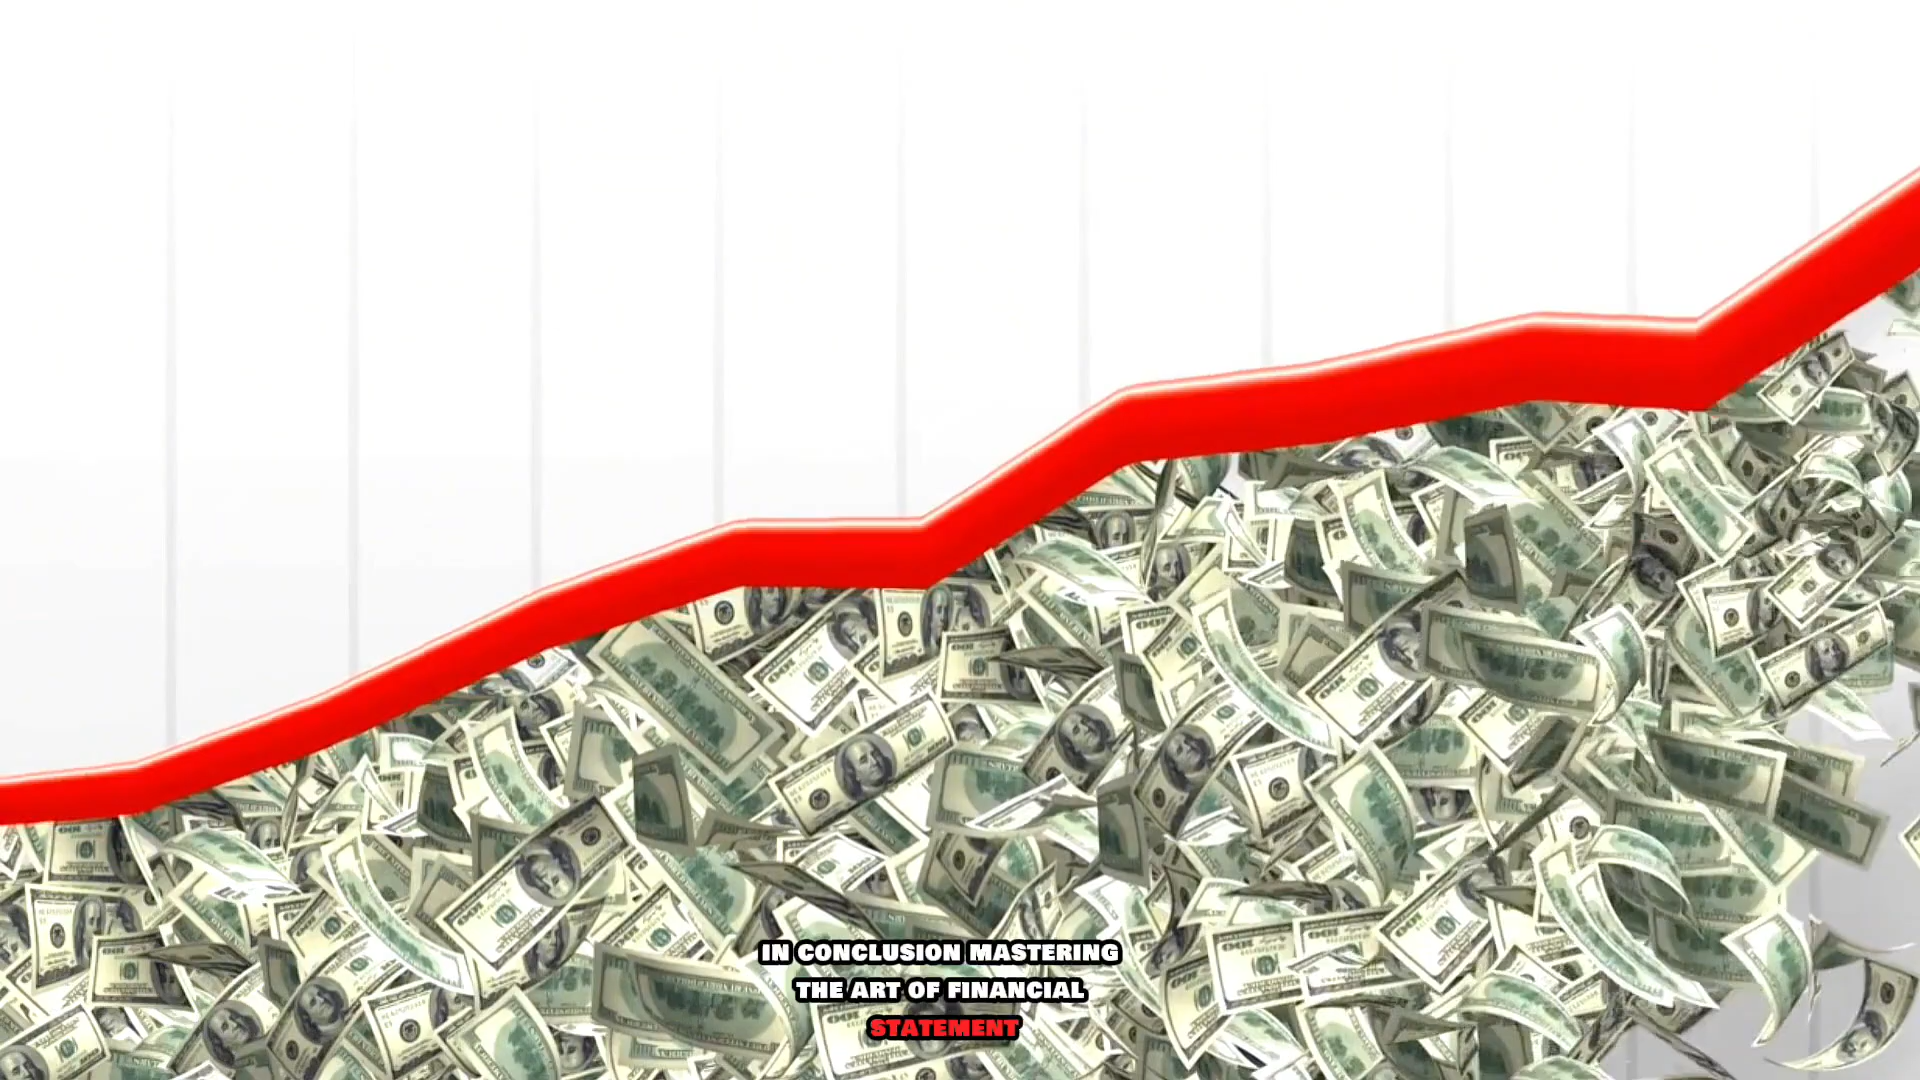 IN CONCLUSION MASTERING
THE ART OF FINANCIAL
STATEMENT